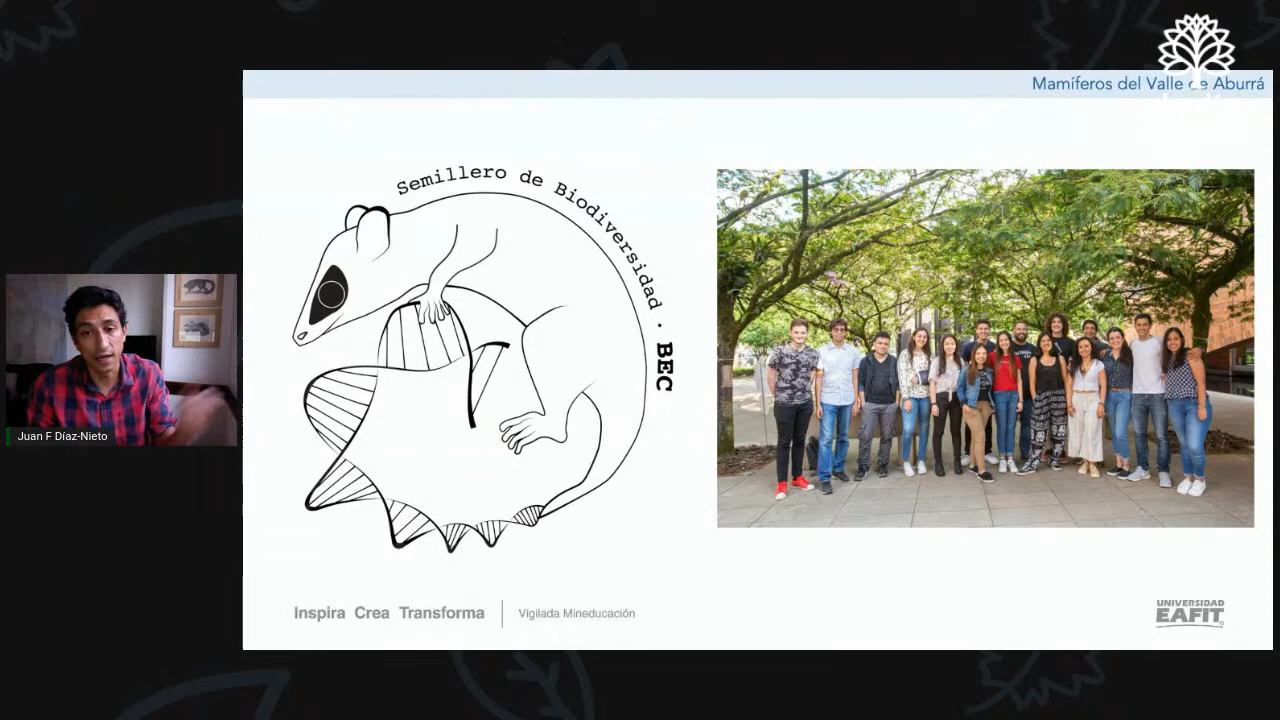 Mamíferos del Valle de Aburrá
Semillero de Biodiversidad · BEC
Juan F Díaz-Nieto
Inspira Crea Transforma
Vigilada Mineducación
UNIVERSIDAD
EAFIT